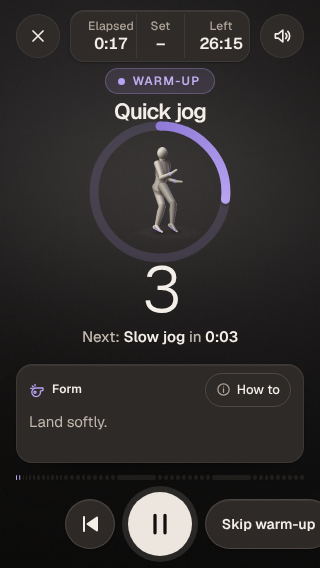 Elapsed Set Left
0:17 – 26:15
WARM-UP
Quick jog
3
Next: Slow jog in 0:03
Form
How to
Land softly.
Skip warm-up